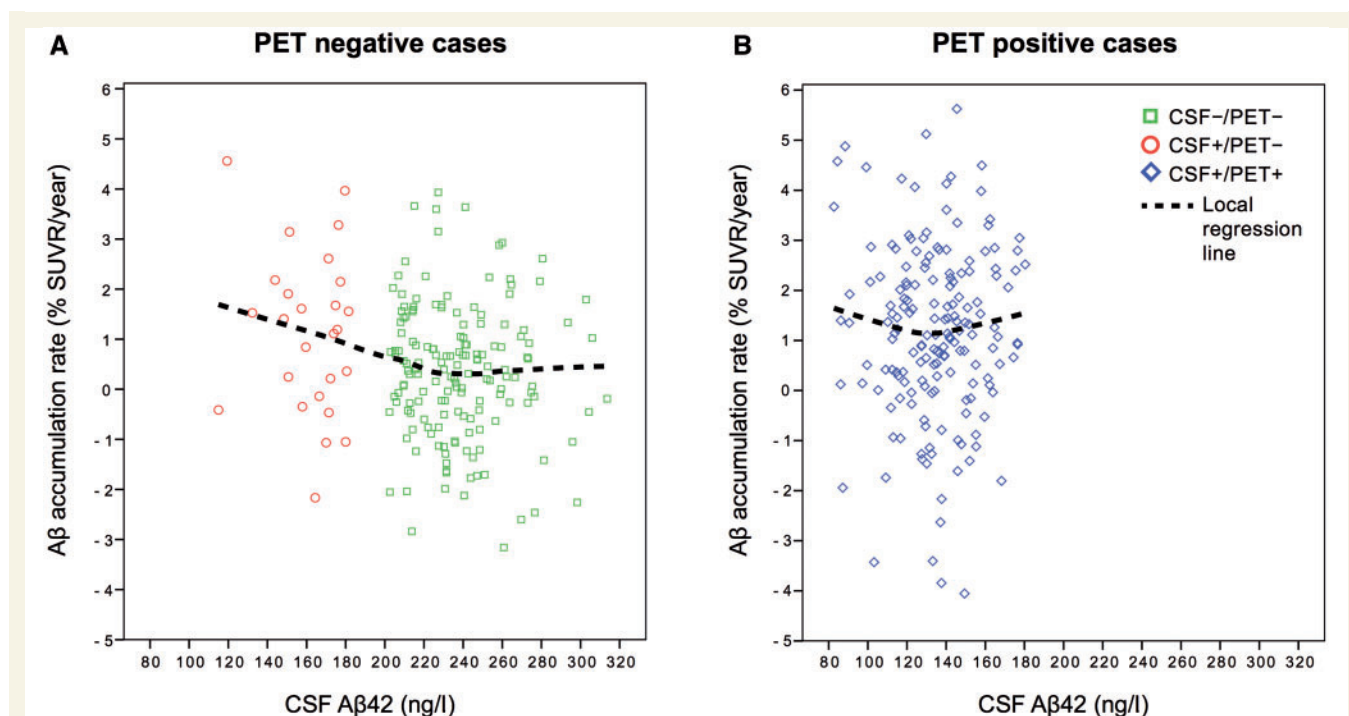 A
PET negative cases
Aβ accumulation rate (% SUVR/year)
6
5
4
3
2
1
0
- 1
- 2
- 3
- 4
- 5
80 100 120 140 160 180 200 220 240 260 280 300 320
CSF Aβ42 (ng/l)
B
PET positive cases
Aβ accumulation rate (% SUVR/year)
6
5
4
3
2
1
0
- 1
- 2
- 3
- 4
- 5
80 100 120 140 160 180 200 220 240 260 280 300 320
CSF Aβ42 (ng/l)
CSF−/PET−
CSF+/PET−
CSF+/PET+
Local
regression
line